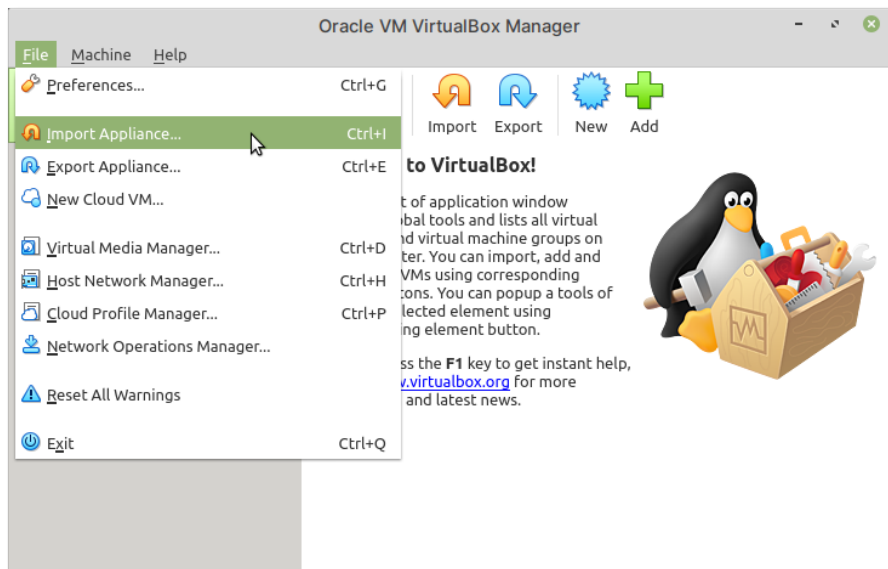 Oracle VM VirtualBox Manager
File Machine Help
Preferences... Ctrl+G
Import Appliance... Ctrl+I
Export Appliance... Ctrl+E
New Cloud VM...
Virtual Media Manager... Ctrl+D
Host Network Manager... Ctrl+H
Cloud Profile Manager... Ctrl+P
Network Operations Manager...
Reset All Warnings
Exit Ctrl+Q
Import Export New Add
to VirtualBox!
t of application window
obal tools and lists all virtual
nd virtual machine groups on
ter. You can import, add and
VMs using corresponding
tons. You can popup a tools of
lected element using
ng element button.
ss the F1 key to get instant help,
w.virtualbox.org for more
and latest news.